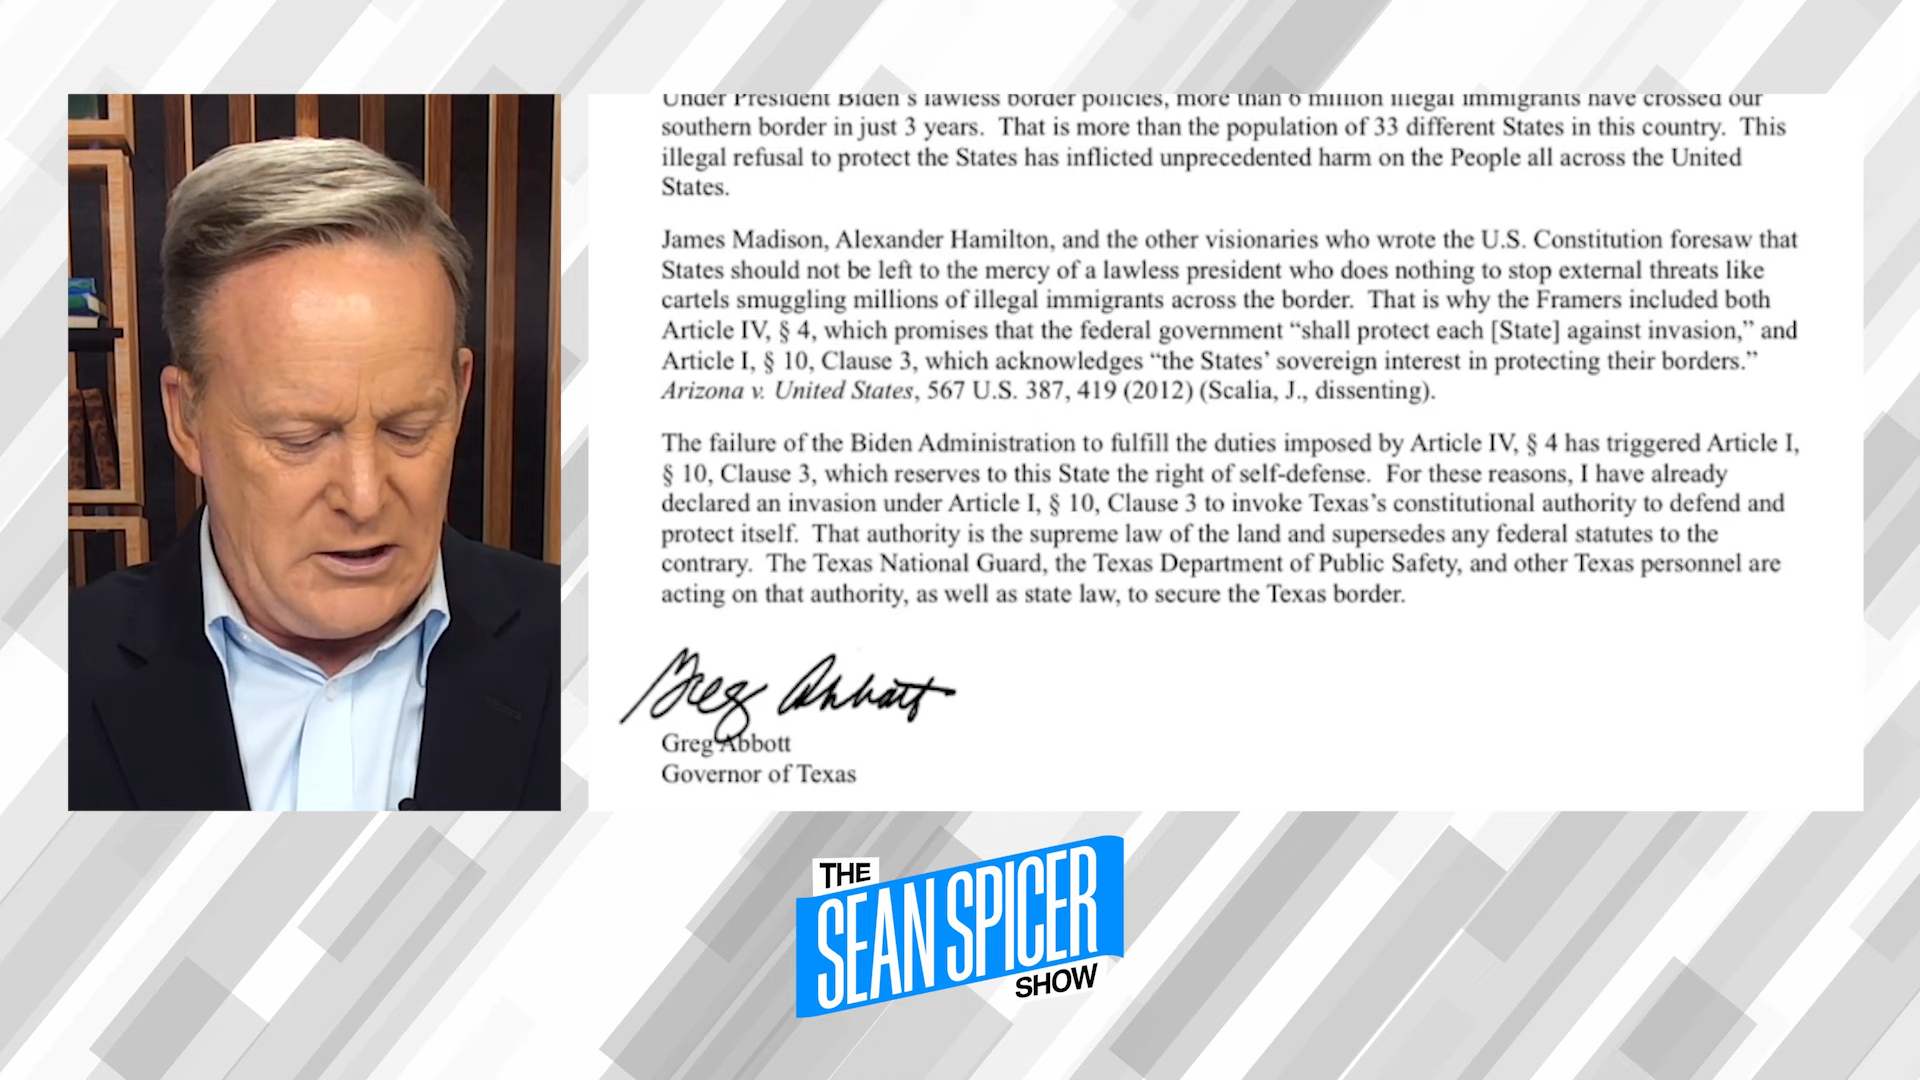 Under President Biden's lawless border policies, more than 6 million illegal immigrants have crossed our
southern border in just 3 years. That is more than the population of 33 different States in this country. This
illegal refusal to protect the States has inflicted unprecedented harm on the People all across the United
States.
James Madison, Alexander Hamilton, and the other visionaries who wrote the U.S. Constitution foresaw that
States should not be left to the mercy of a lawless president who does nothing to stop external threats like
cartels smuggling millions of illegal immigrants across the border. That is why the Framers included both
Article IV, § 4, which promises that the federal government “shall protect each [State] against invasion,” and
Article I, § 10, Clause 3, which acknowledges “the States’ sovereign interest in protecting their borders.”
Arizona v. United States, 567 U.S. 387, 419 (2012) (Scalia, J., dissenting).
The failure of the Biden Administration to fulfill the duties imposed by Article IV, § 4 has triggered Article I,
§ 10, Clause 3, which reserves to this State the right of self-defense. For these reasons, I have already
declared an invasion under Article I, § 10, Clause 3 to invoke Texas’s constitutional authority to defend and
protect itself. That authority is the supreme law of the land and supersedes any federal statutes to the
contrary. The Texas National Guard, the Texas Department of Public Safety, and other Texas personnel are
acting on that authority, as well as state law, to secure the Texas border.
Greg Abbott
Greg Abbott
Governor of Texas
THE
SEAN SPICER
SHOW